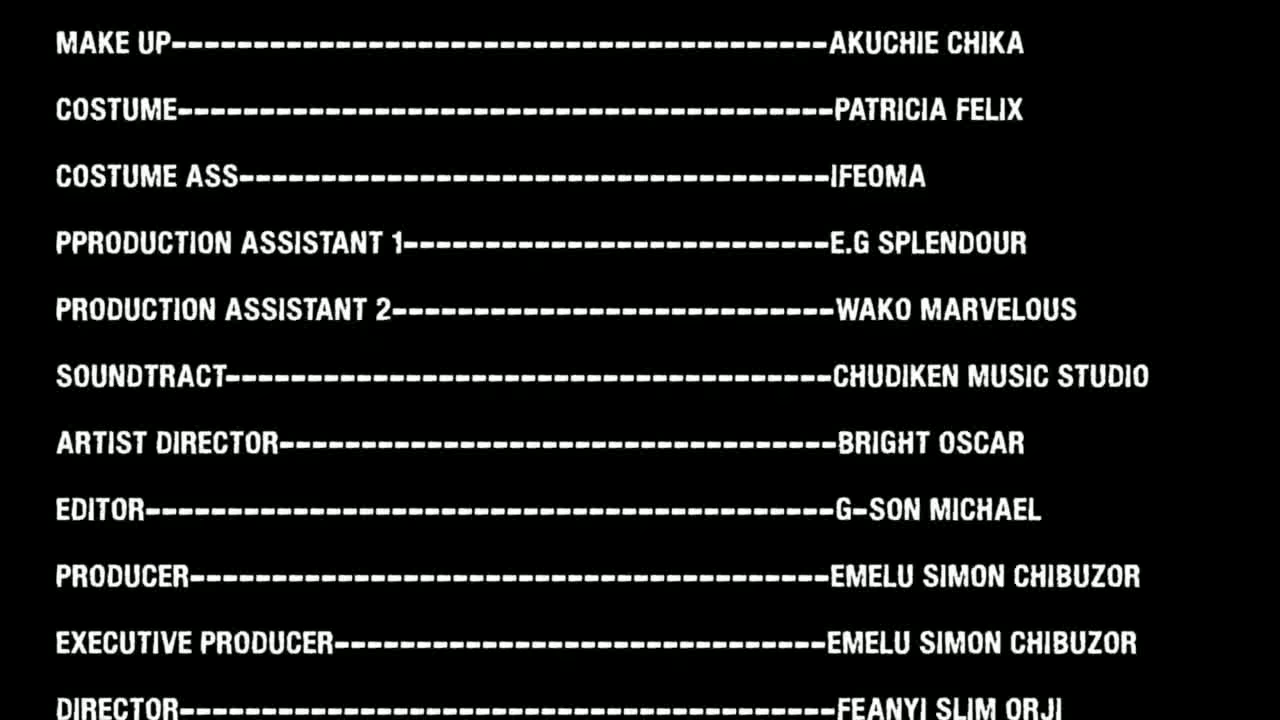 MAKE UP----------------------------------------AKUCHIE CHIKA
COSTUME----------------------------------------PATRICIA FELIX
COSTUME ASS------------------------------------IFEOMA
PPRODUCTION ASSISTANT 1--------------------------E.G SPLENDOUR
PRODUCTION ASSISTANT 2---------------------------WAKO MARVELOUS
SOUNDTRACT-------------------------------------CHUDIKEN MUSIC STUDIO
ARTIST DIRECTOR----------------------------------BRIGHT OSCAR
EDITOR------------------------------------------G-SON MICHAEL
PRODUCER---------------------------------------EMELU SIMON CHIBUZOR
EXECUTIVE PRODUCER------------------------------EMELU SIMON CHIBUZOR
DIRECTOR----------------------------------------FEANYI SLIM ORJI